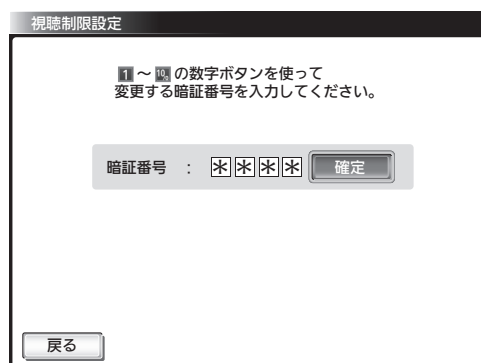 視聴制限設定
1 ～ 10 の数字ボタンを使って
変更する暗証番号を入力してください。
暗証番号 : ＊＊＊＊ 確定
戻る